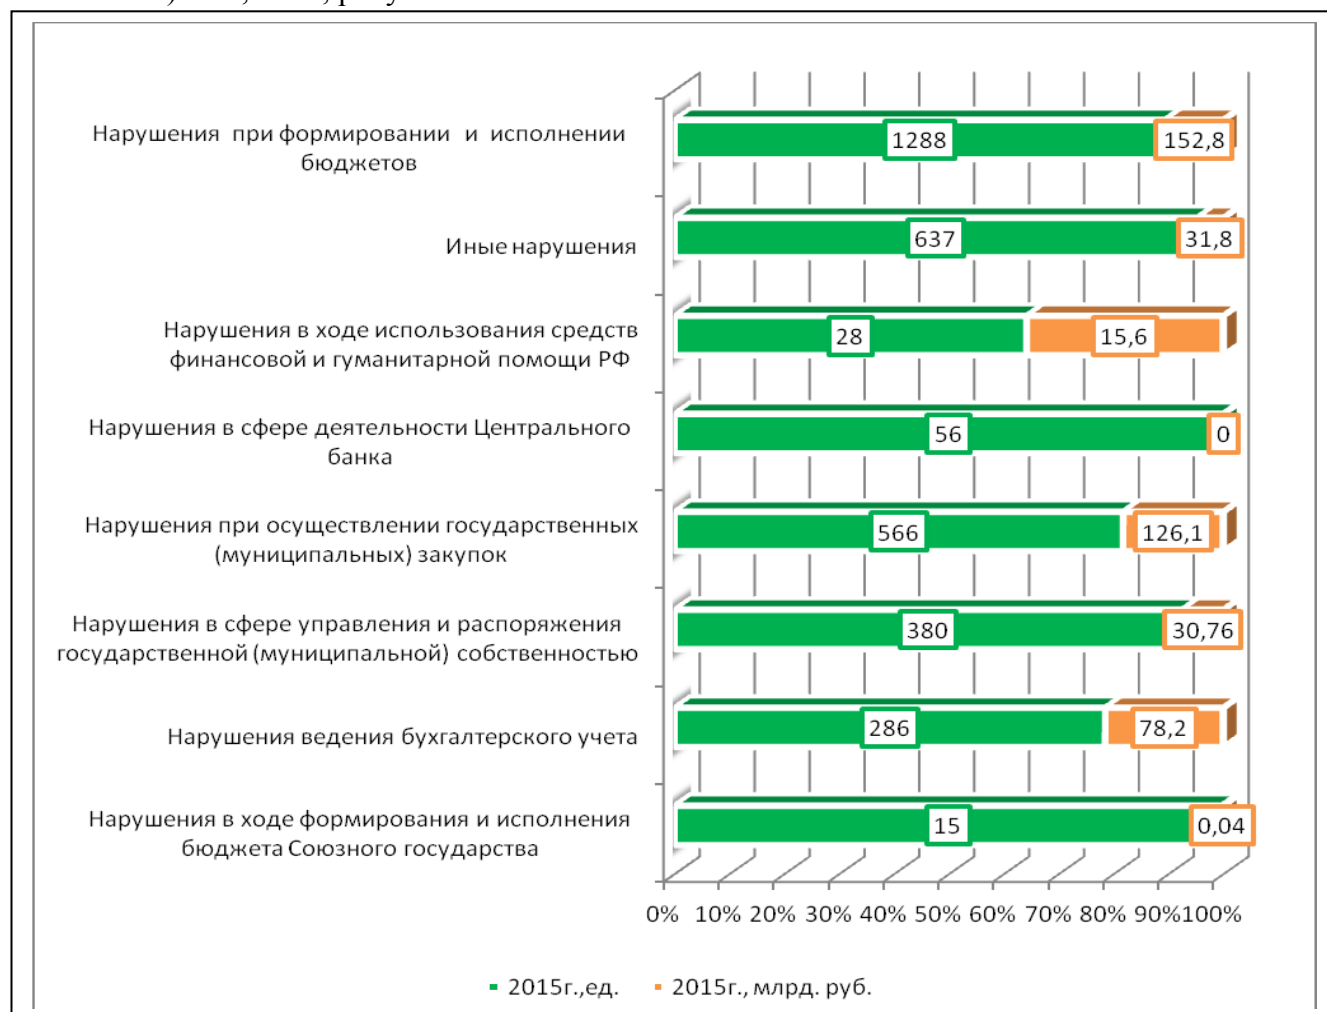 Нарушения при формировании и исполнении
бюджетов
1288
152,8
Иные нарушения
637
31,8
Нарушения в ходе использования средств
финансовой и гуманитарной помощи РФ
28
15,6
Нарушения в сфере деятельности Центрального
банка
56
0
Нарушения при осуществлении государственных
(муниципальных) закупок
566
126,1
Нарушения в сфере управления и распоряжения
государственной (муниципальной) собственностью
380
30,76
Нарушения ведения бухгалтерского учета
286
78,2
Нарушения в ходе формирования и исполнения
бюджета Союзного государства
15
0,04
0% 10% 20% 30% 40% 50% 60% 70% 80% 90% 100%
2015г.,ед. 2015г., млрд. руб.